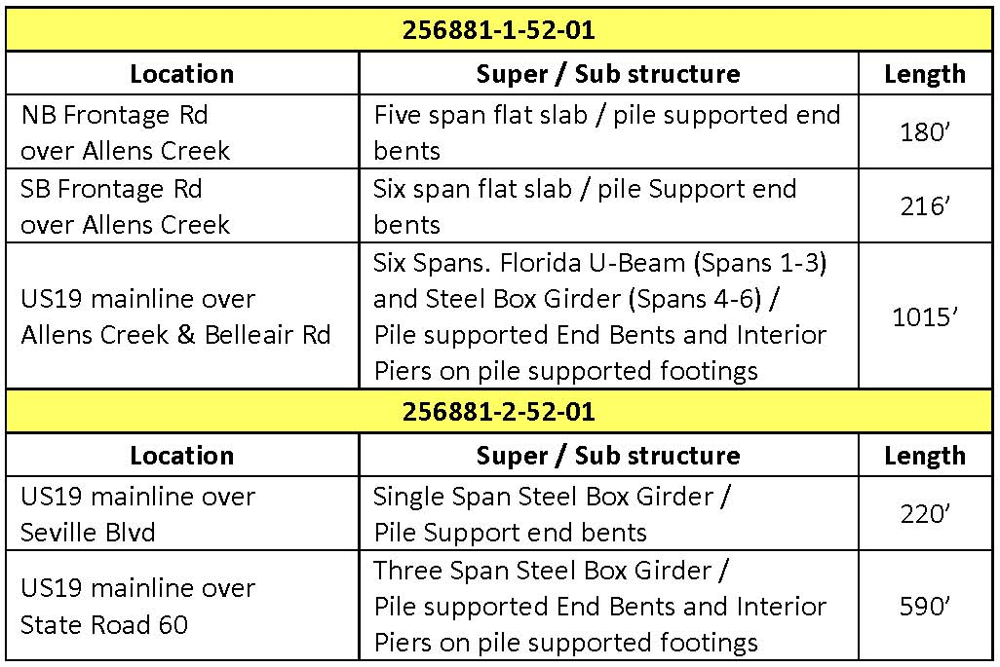 256881-1-52-01
Location Super / Sub structure Length
NB Frontage Rd
over Allens Creek
Five span flat slab / pile supported end
bents
180’
SB Frontage Rd
over Allens Creek
Six span flat slab / pile Support end
bents
216’
US19 mainline over
Allens Creek & Belleair Rd
Six Spans. Florida U-Beam (Spans 1-3)
and Steel Box Girder (Spans 4-6) /
Pile supported End Bents and Interior
Piers on pile supported footings
1015’
256881-2-52-01
Location Super / Sub structure Length
US19 mainline over
Seville Blvd
Single Span Steel Box Girder /
Pile Support end bents
220’
US19 mainline over
State Road 60
Three Span Steel Box Girder /
Pile supported End Bents and Interior
Piers on pile supported footings
590’